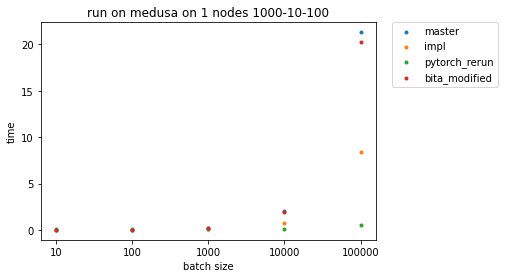 run on medusa on 1 nodes 1000-10-100
master
impl
pytorch_rerun
bita_modified
time
20
15
10
5
0
10
100
1000
10000
100000
batch size